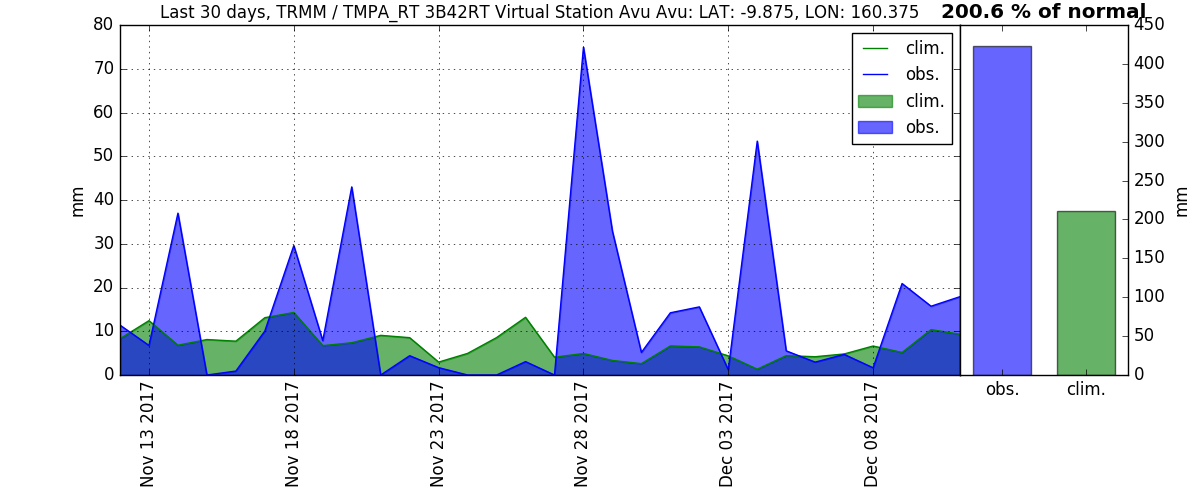 Last 30 days, TRMM / TMPA_RT 3B42RT Virtual Station Avu Avu: LAT: -9.875, LON: 160.375
200.6 % of normal
80
70
60
50
40
30
20
10
0
mm
clim.
obs.
clim.
obs.
Nov 13 2017
Nov 18 2017
Nov 23 2017
Nov 28 2017
Dec 03 2017
Dec 08 2017
450
400
350
300
250
200
150
100
50
0
mm
obs.
clim.